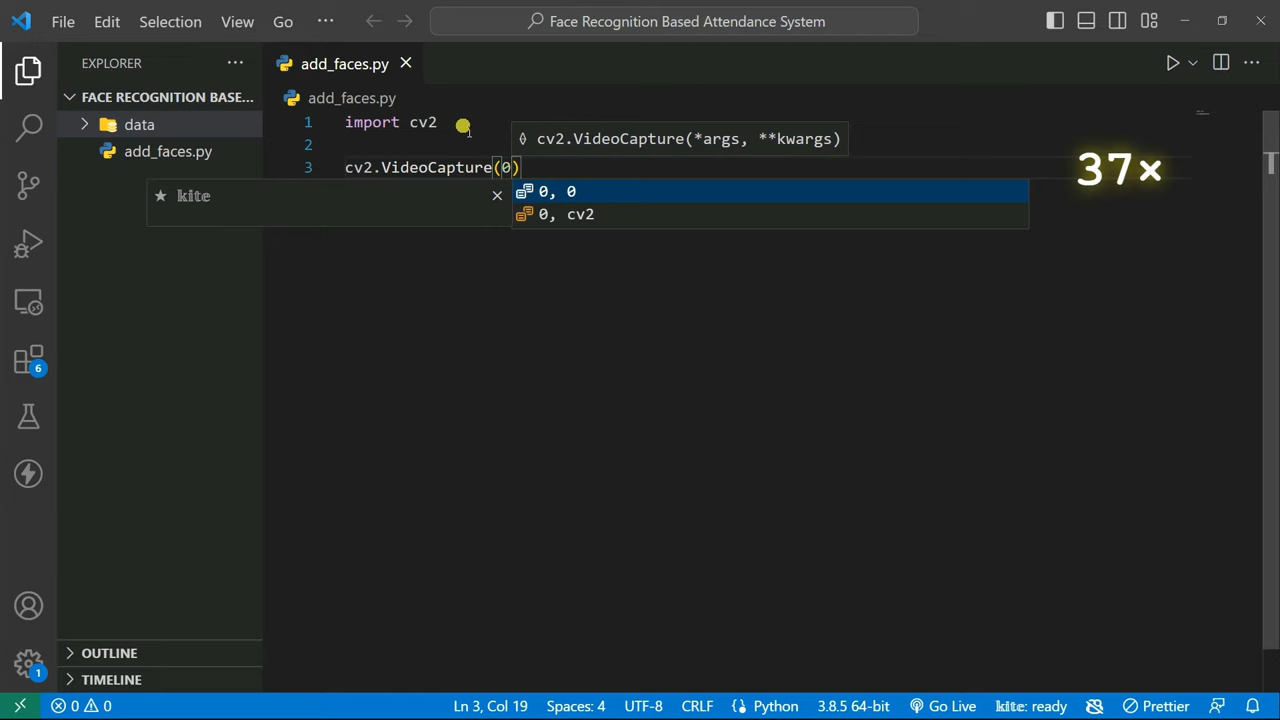 File Edit Selection View Go ··· Face Recognition Based Attendance System
EXPLORER ···
add_faces.py
FACE RECOGNITION BASE...
add_faces.py
data
1 import cv2
cv2.VideoCapture(*args, **kwargs)
add_faces.py
2
3 cv2.VideoCapture(0)
37×
kite
0, 0
0, cv2
6
OUTLINE
TIMELINE
1
0 0 Ln 3, Col 19 Spaces: 4 UTF-8 CRLF Python 3.8.5 64-bit Go Live kite: ready Prettier